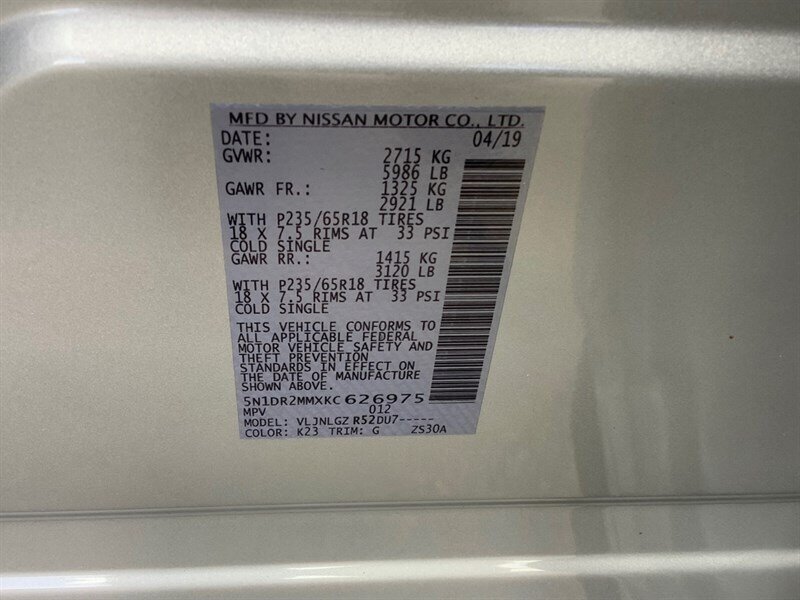 MFD BY NISSAN MOTOR CO., LTD.
DATE: 04/19
GVWR: 2715 KG
5986 LB
GAWR FR.: 1325 KG
2921 LB
WITH P235/65R18 TIRES
18 X 7.5 RIMS AT 33 PSI
COLD SINGLE
GAWR RR.: 1415 KG
3120 LB
WITH P235/65R18 TIRES
18 X 7.5 RIMS AT 33 PSI
COLD SINGLE
THIS VEHICLE CONFORMS TO
ALL APPLICABLE FEDERAL
MOTOR VEHICLE SAFETY AND
THEFT PREVENTION
STANDARDS IN EFFECT ON
THE DATE OF MANUFACTURE
SHOWN ABOVE.
5N1DR2MMXKC626975
MPV 012
MODEL: VLJNLGZ R52DU7-----
COLOR: K23 TRIM: G ZS30A